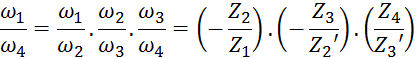 ω₁/ω₄ = ω₁/ω₂ . ω₂/ω₃ . ω₃/ω₄ = (− Z₂/Z₁) . (− Z₃/Z₂′) . (Z₄/Z₃′)